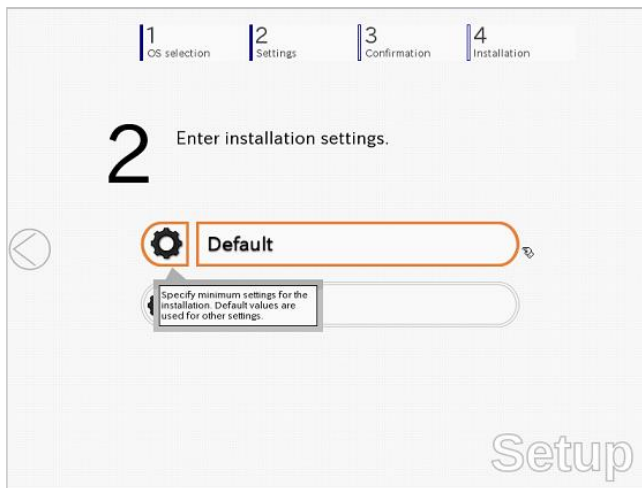 1
OS selection
2
Settings
3
Confirmation
4
Installation
2
Enter installation settings.
Default
Specify minimum settings for the
installation. Default values are
used for other settings.
Setup